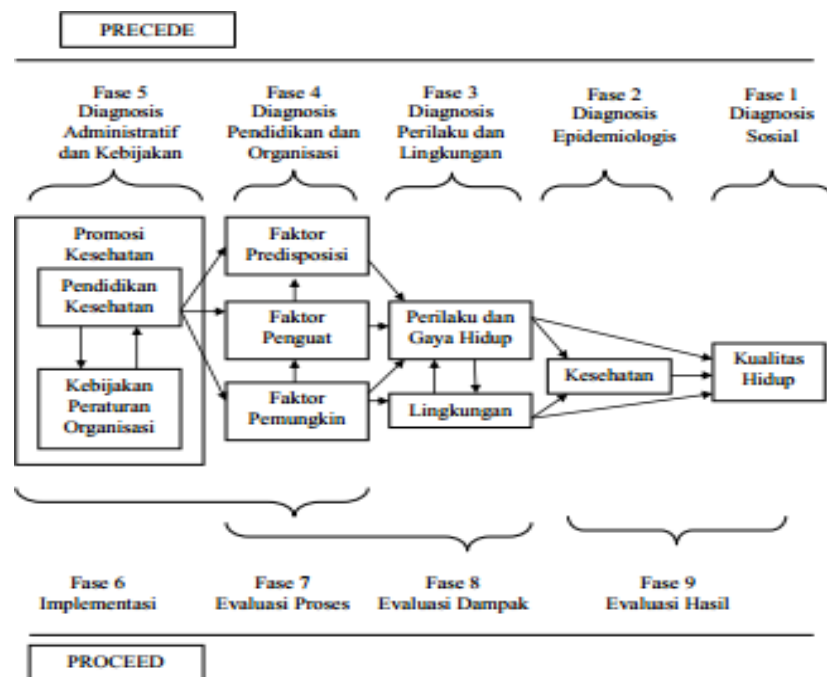 PRECEDE
Fase 5
Diagnosis
Administratif
dan Kebijakan
Fase 4
Diagnosis
Pendidikan dan
Organisasi
Fase 3
Diagnosis
Perilaku dan
Lingkungan
Fase 2
Diagnosis
Epidemiologis
Fase 1
Diagnosis
Sosial
Promosi
Kesehatan
Pendidikan
Kesehatan
Kebijakan
Peraturan
Organisasi
Faktor
Predisposisi
Faktor
Penguat
Faktor
Pemungkin
Perilaku dan
Gaya Hidup
Lingkungan
Kesehatan
Kualitas
Hidup
Fase 6
Implementasi
Fase 7
Evaluasi Proses
Fase 8
Evaluasi Dampak
Fase 9
Evaluasi Hasil
PROCEED